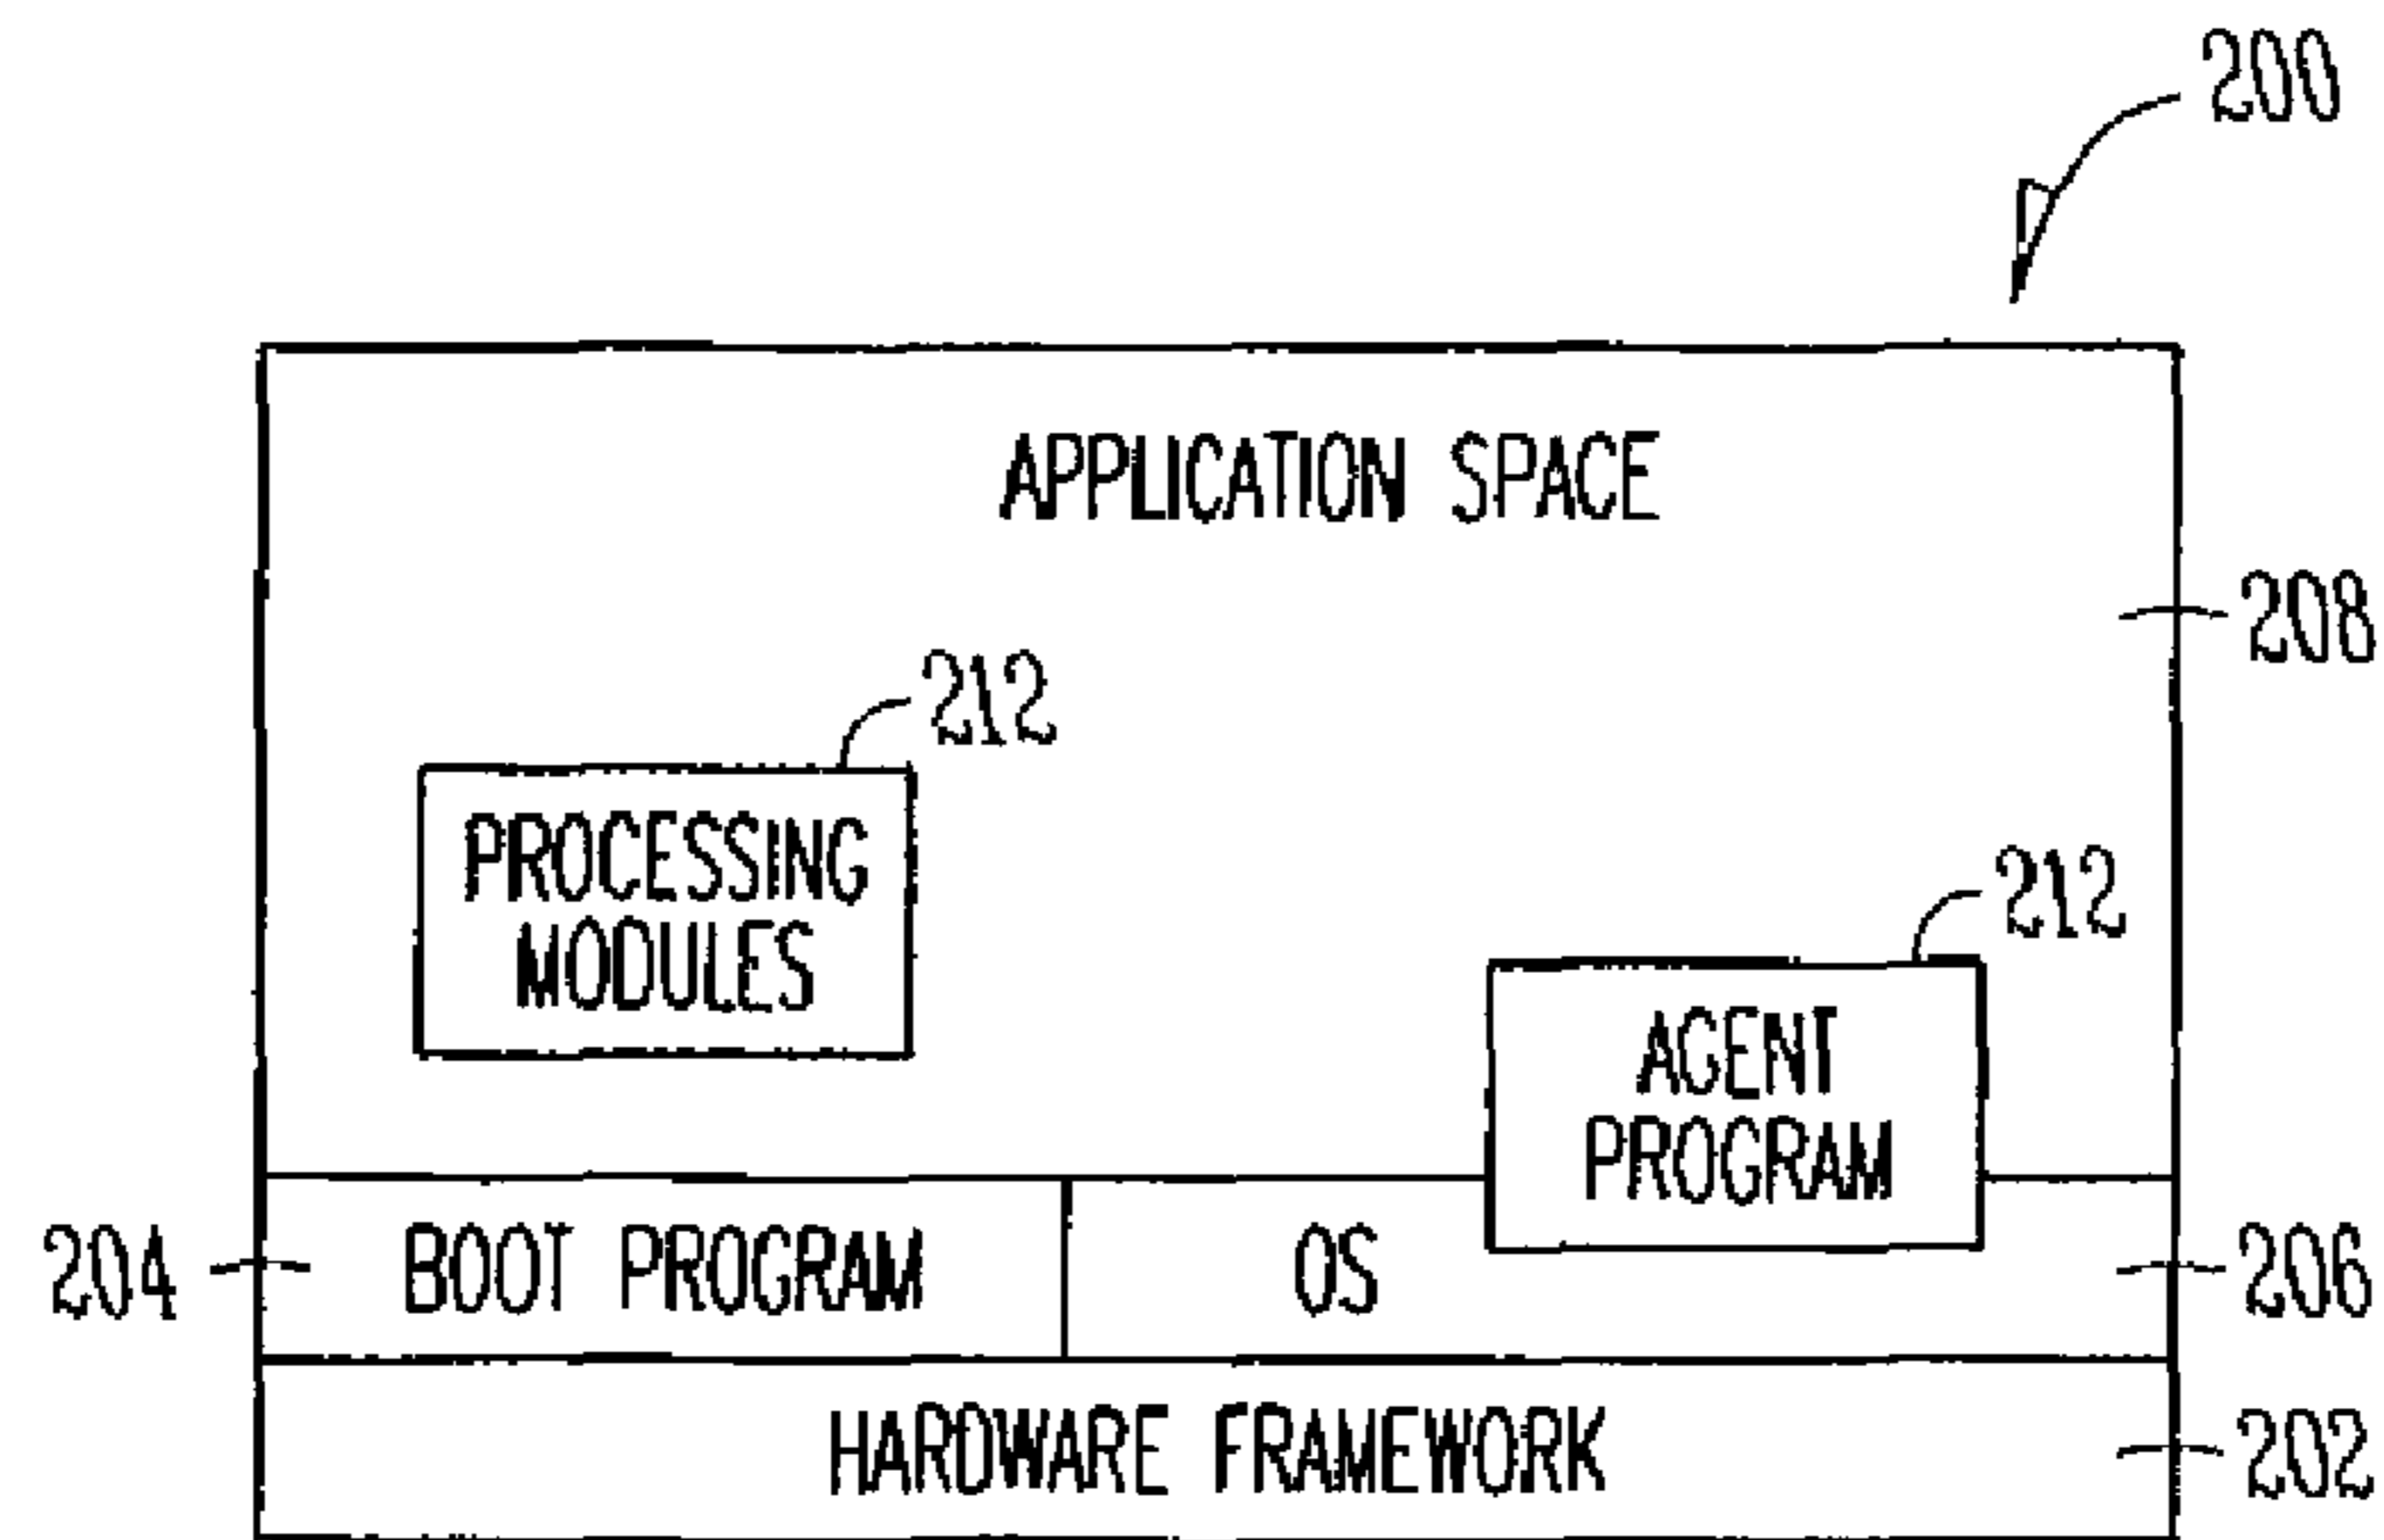 200
APPLICATION SPACE
208
212
PROCESSING
MODULES
212
AGENT
PROGRAM
204
BOOT PROGRAM
OS
206
HARDWARE FRAMEWORK
202